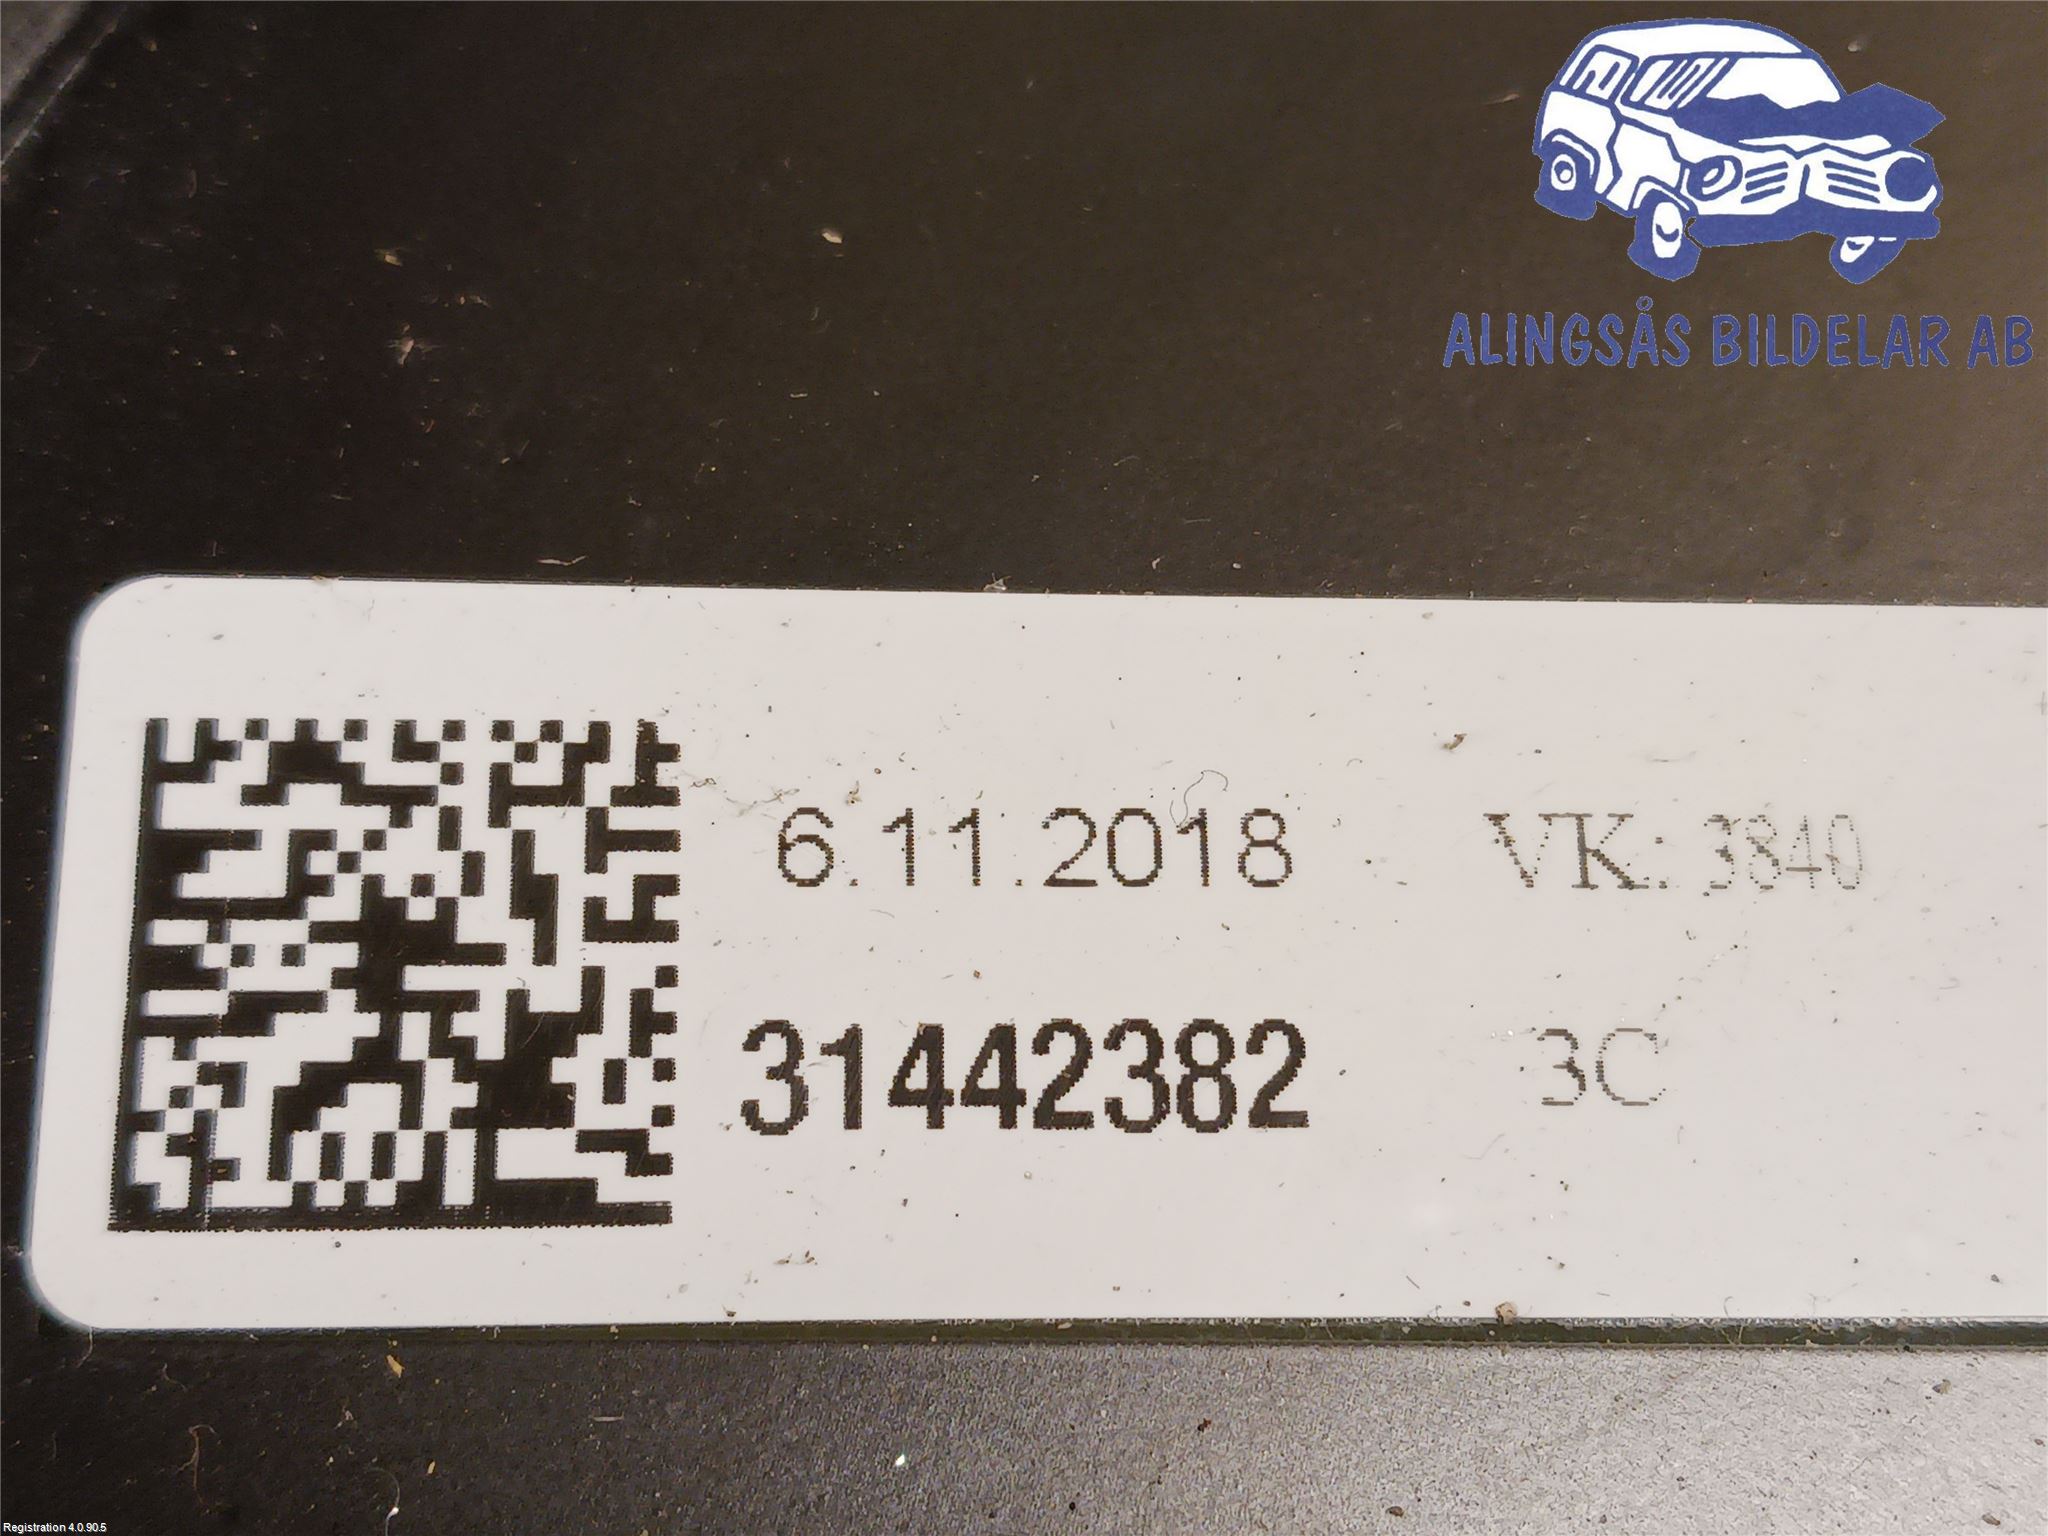 ALINGSÅS BILDELAR AB
6.11.2018 VK: 3840
31442382 3C
Registration 4.0.90.5